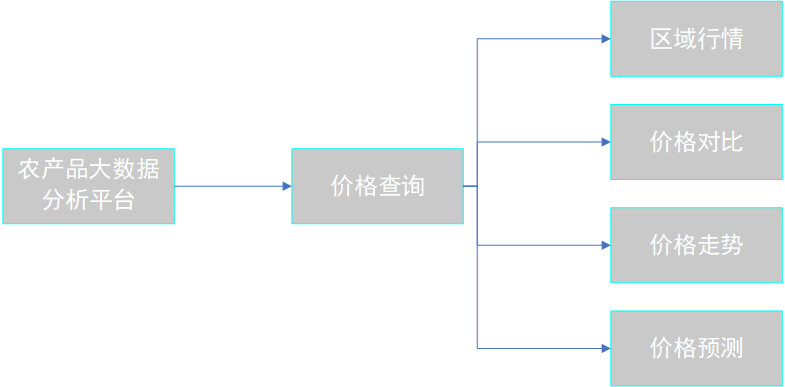 农产品大数据
分析平台
价格查询
区域行情
价格对比
价格走势
价格预测